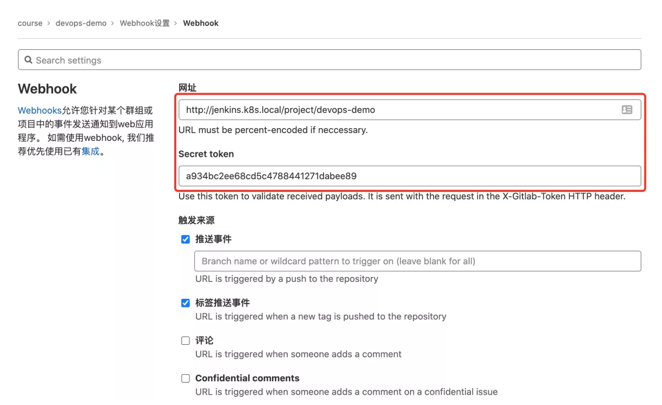 course › devops-demo › Webhook设置 › Webhook
Search settings
Webhook
Webhooks允许您针对某个群组或
项目中的事件发送通知到web应用
程序。 如需使用webhook, 我们推
荐优先使用已有集成。
网址
http://jenkins.k8s.local/project/devops-demo
URL must be percent-encoded if neccessary.
Secret token
a934bc2ee68cd5c4788441271dabee89
Use this token to validate received payloads. It is sent with the request in the X-Gitlab-Token HTTP header.
触发来源
推送事件
Branch name or wildcard pattern to trigger on (leave blank for all)
URL is triggered by a push to the repository
标签推送事件
URL is triggered when a new tag is pushed to the repository
评论
URL is triggered when someone adds a comment
Confidential comments
URL is triggered when someone adds a comment on a confidential issue